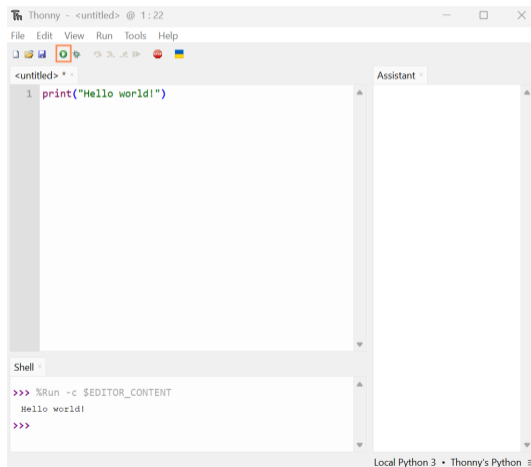 Thonny - <untitled> @ 1:22
File Edit View Run Tools Help
<untitled> *
1 print("Hello world!")
Assistant
Shell
>>> %Run -c $EDITOR_CONTENT
Hello world!
>>>
Local Python 3 • Thonny's Python